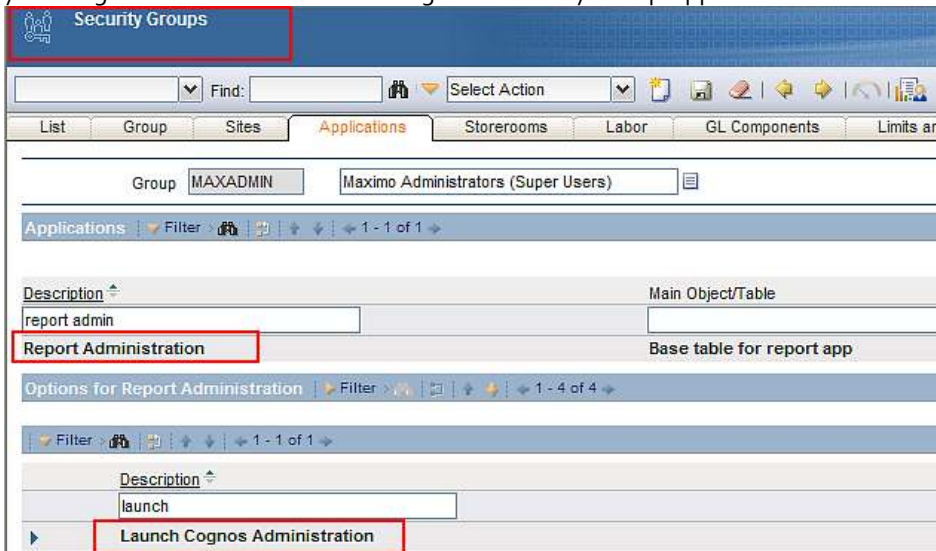 Security Groups
Find: Select Action
List Group Sites Applications Storerooms Labor GL Components Limits
Group MAXADMIN Maximo Administrators (Super Users)
Applications Filter 1 - 1 of 1
Description Main Object/Table
report admin
Report Administration Base table for report app
Options for Report Administration Filter 1 - 4 of 4
Filter 1 - 1 of 1
Description
launch
Launch Cognos Administration